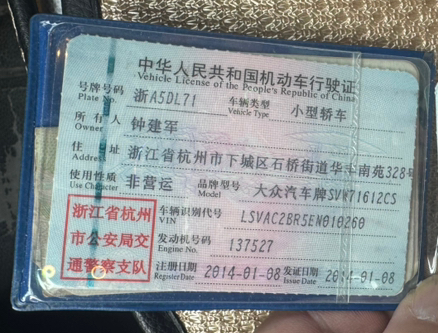 中华人民共和国机动车行驶证
Vehicle License of the People's Republic of China
号牌号码 浙A5DL71 车辆类型 小型轿车
Plate No. Vehicle Type
所有人 钟建军
Owner
住址 浙江省杭州市下城区石桥街道华丰南苑328号
Address
使用性质 非营运 品牌型号 大众汽车牌SVW71612CS
Use Character Model
浙江省杭州
市公安局交
通警察支队
车辆识别代号 LSVAC2BR5EN010260
VIN
发动机号码 137527
Engine No.
注册日期 2014-01-08 发证日期 2014-01-08
Register Date Issue Date